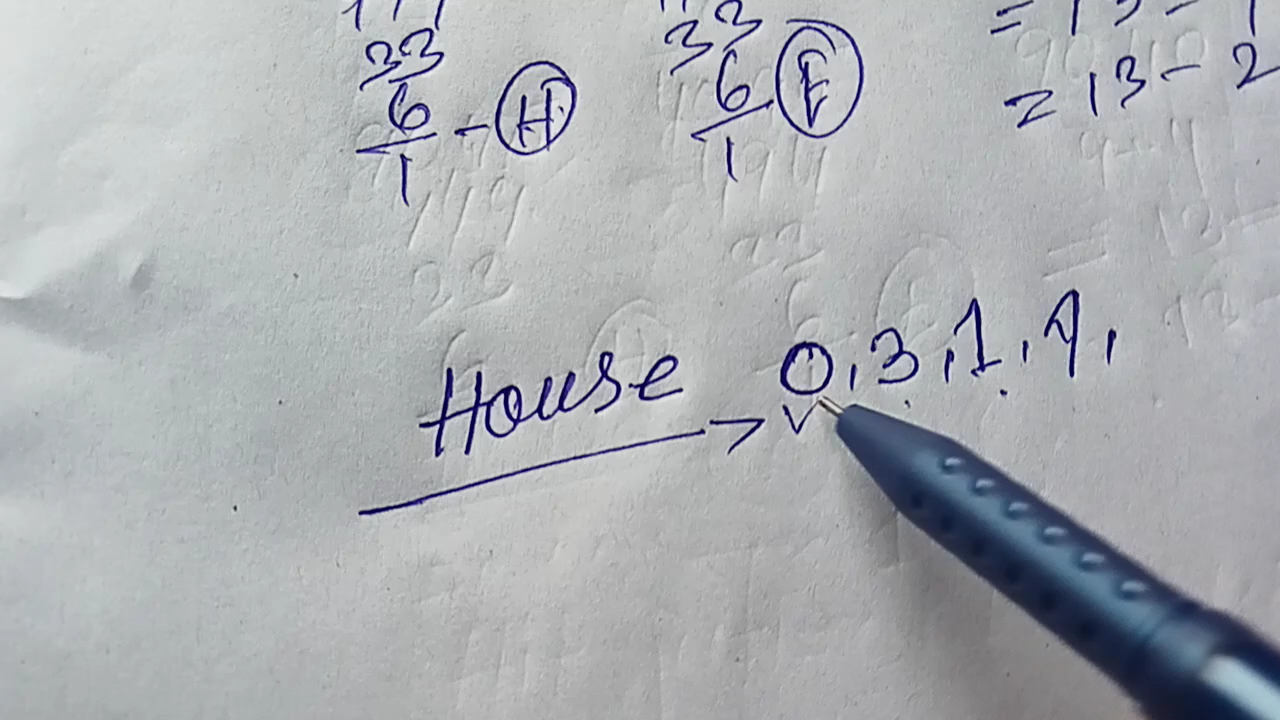 33 33
6 - H 6 F = 13 - 2
1 1
House → 0, 3, 1, 9,